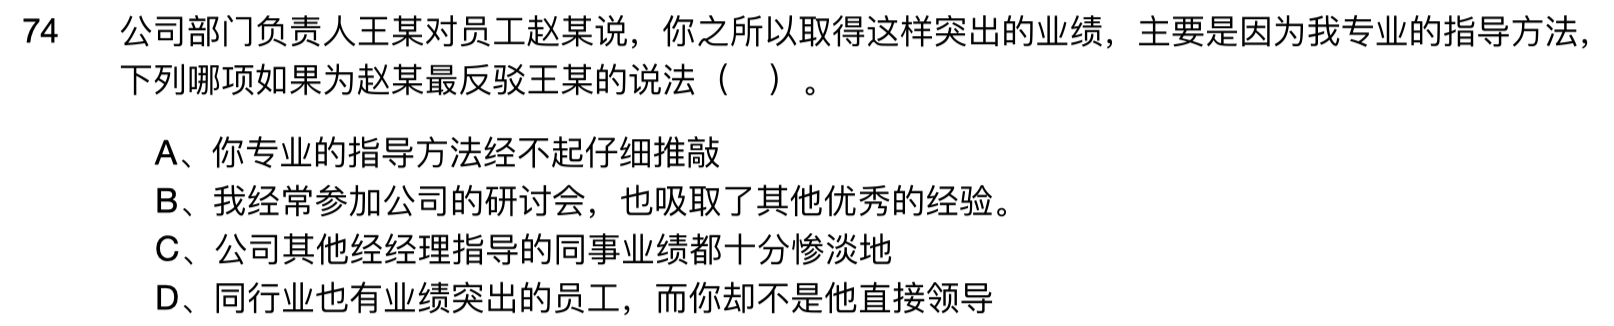 74 公司部门负责人王某对员工赵某说，你之所以取得这样突出的业绩，主要是因为我专业的指导方法，
下列哪项如果为赵某最反驳王某的说法（ ）。
A、你专业的指导方法经不起仔细推敲
B、我经常参加公司的研讨会，也吸取了其他优秀的经验。
C、公司其他经经理指导的同事业绩都十分惨淡地
D、同行业也有业绩突出的员工，而你却不是他直接领导